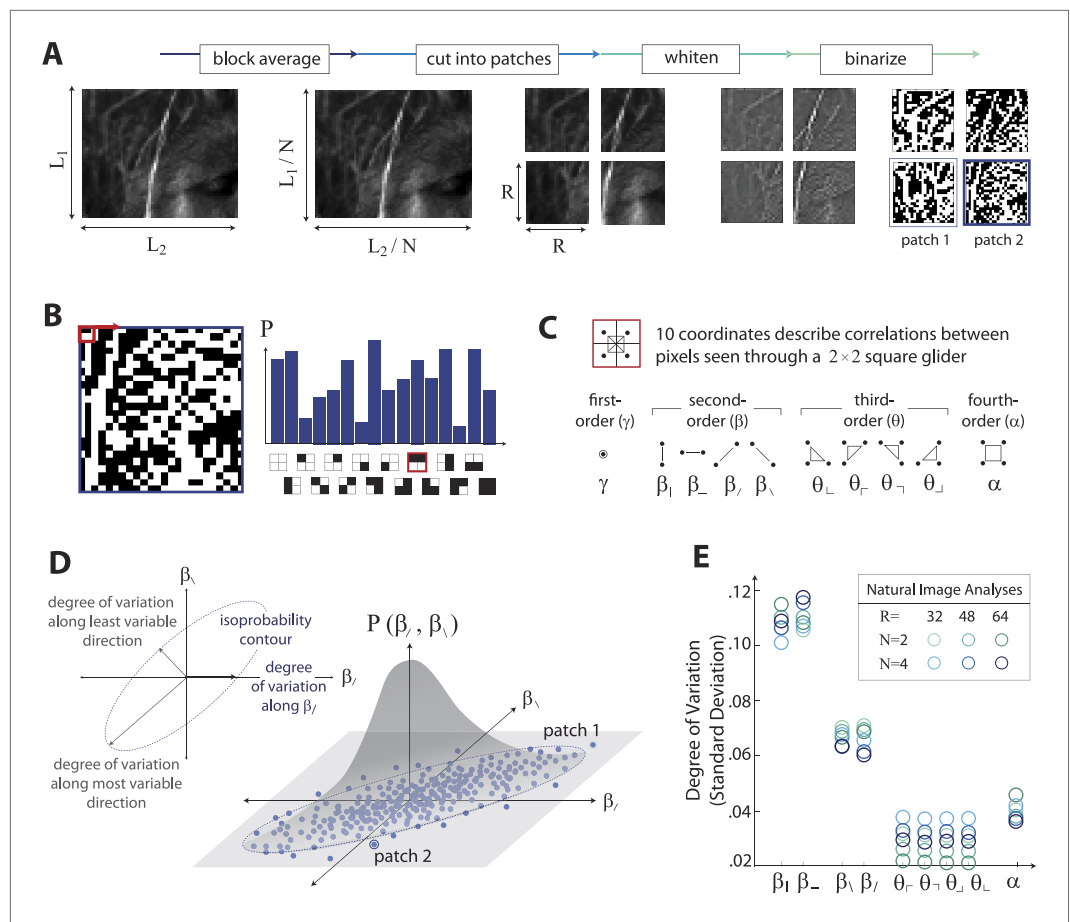 A
block average
cut into patches
whiten
binarize
L1
L2
L1 / N
L2 / N
R
R
patch 1
patch 2
B
P
C
10 coordinates describe correlations between
pixels seen through a 2 × 2 square glider
first-
order (γ)
second-
order (β)
third-
order (θ)
fourth-
order (α)
γ
β| β– β/ β\
θ⌞ θ⌜ θ⌝ θ⌟
α
D
β\
degree of variation
along least variable
direction
isoprobability
contour
degree
of variation
along β/
β/
degree of variation
along most variable
direction
P (β/ , β\)
β\
patch 1
β/
patch 2
E
Degree of Variation
(Standard Deviation)
.12
.10
.08
.06
.04
.02
Natural Image Analyses
R= 32 48 64
N=2
N=4
β| β– β\ β/ θ⌜ θ⌝ θ⌟ θ⌞ α